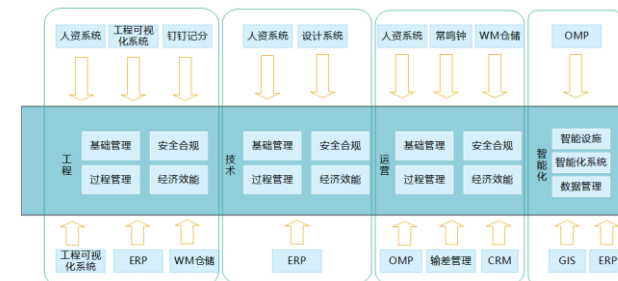 人资系统
工程可视
化系统
钉钉记分
人资系统
设计系统
人资系统
常鸣钟
WM仓储
OMP
工程
基础管理
安全合规
过程管理
经济效能
技术
基础管理
安全合规
过程管理
经济效能
运营
基础管理
安全合规
过程管理
经济效能
智能化
智能设施
智能化系统
数据管理
工程可视
化系统
ERP
WM仓储
ERP
OMP
输差管理
CRM
GIS
ERP